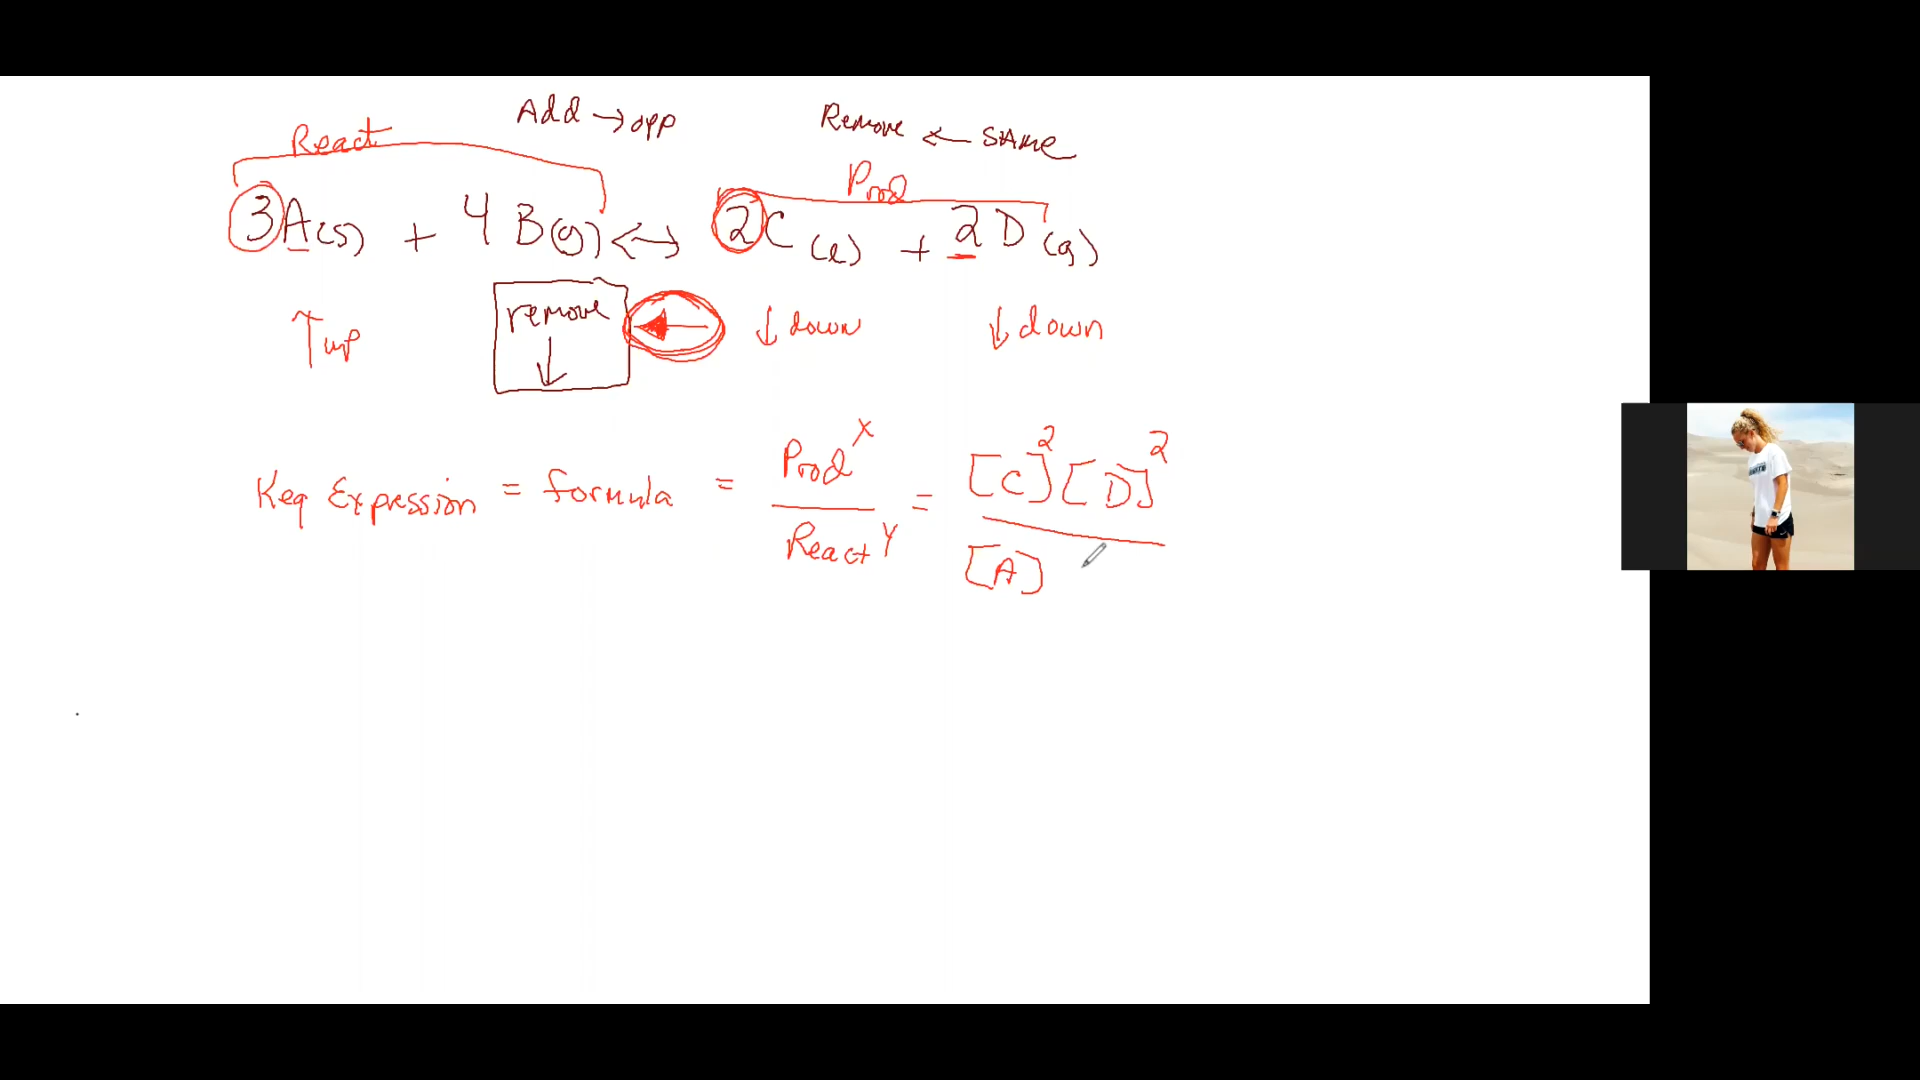 Add → opp
Remove ← SAME
React
Prod
3A(s) + 4 B(g) ↔ 2C(l) + 2D(g)
↑up
remove ↓
←
↓down
↓down
Keq Expression = formula = Prod^X / React^Y = [C]^2 [D]^2 / [A]